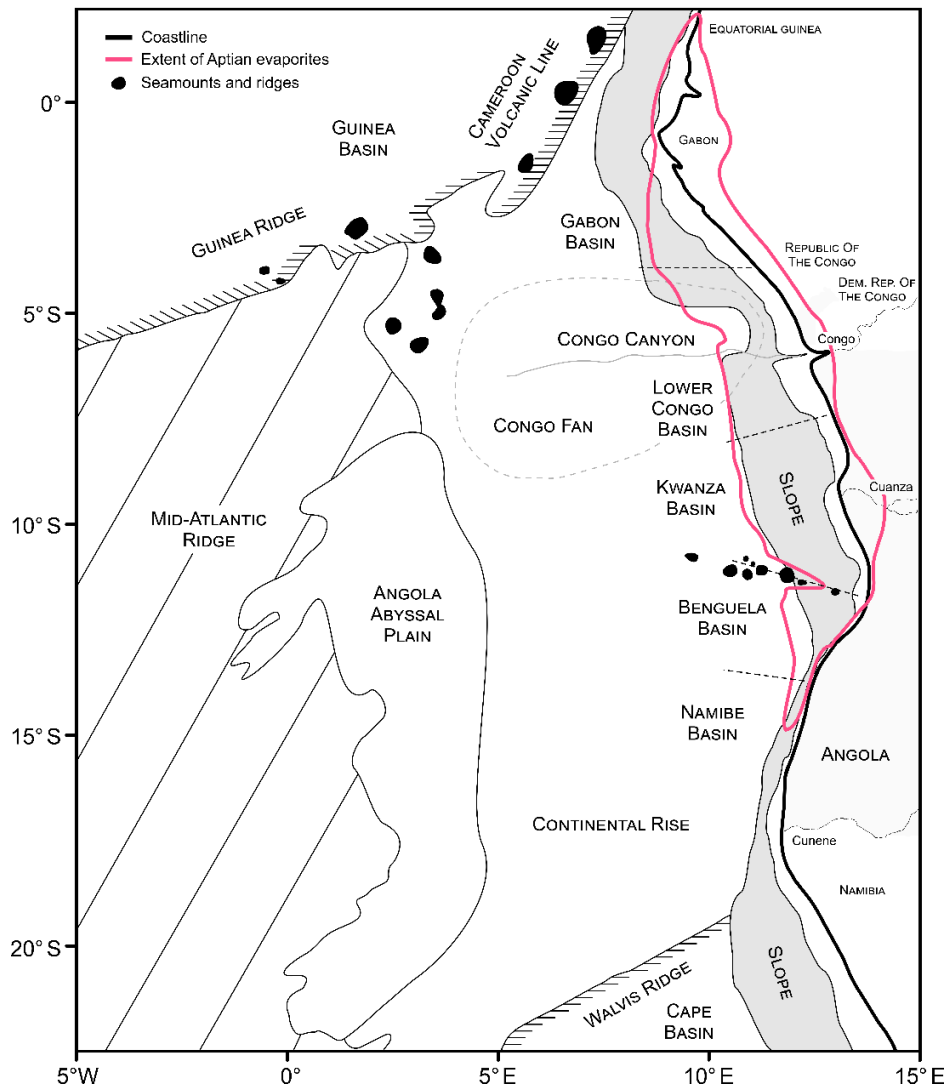 Coastline
Extent of Aptian evaporites
Seamounts and ridges
EQUATORIAL GUINEA
CAMEROON
VOLCANIC LINE
0°
GUINEA
BASIN
GABON
GUINEA RIDGE
GABON
BASIN
REPUBLIC OF
THE CONGO
DEM. REP. OF
THE CONGO
5°S
CONGO CANYON
Congo
LOWER
CONGO
BASIN
CONGO FAN
SLOPE
KWANZA
BASIN
Cuanza
10°S
MID-ATLANTIC
RIDGE
ANGOLA
ABYSSAL
PLAIN
BENGUELA
BASIN
NAMIBE
BASIN
15°S
ANGOLA
CONTINENTAL RISE
Cunene
NAMIBIA
20°S
SLOPE
WALVIS RIDGE
CAPE
BASIN
5°W
0°
5°E
10°E
15°E